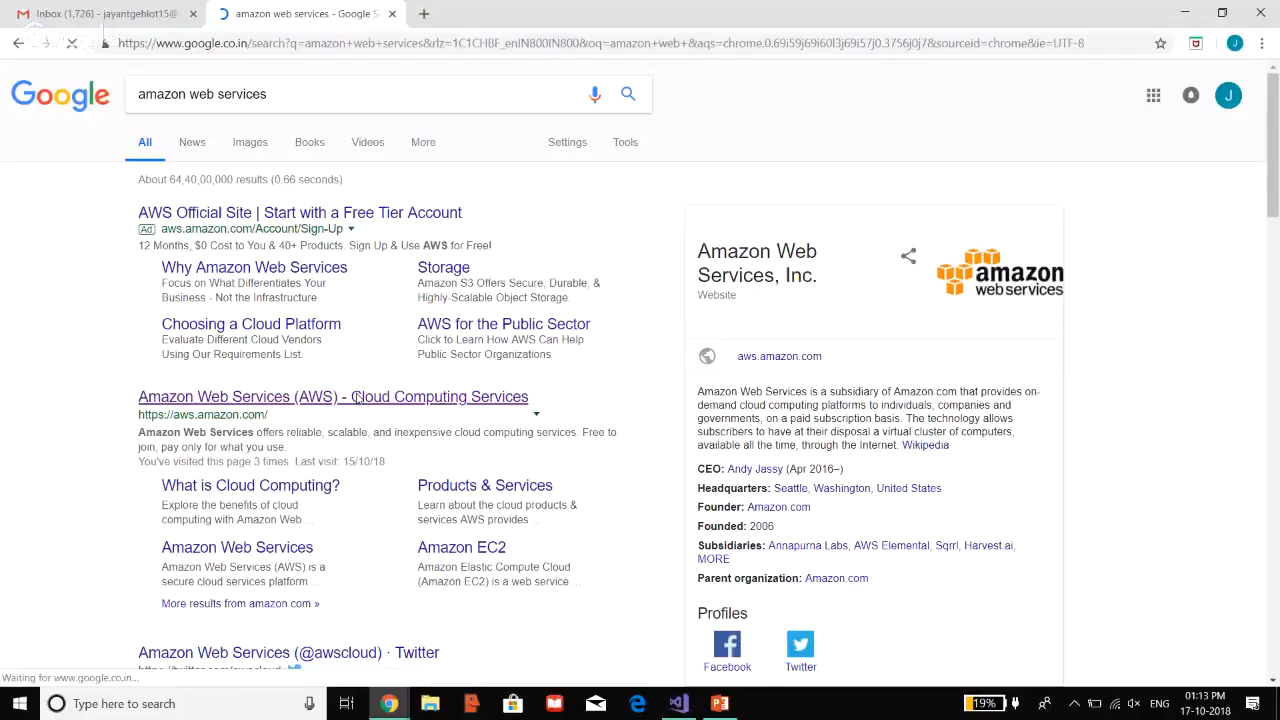 Inbox (1,726) - jayantgehlot15@
amazon web services - Google S
https://www.google.co.in/search?q=amazon+web+services&rlz=1C1CHBF_enIN800IN800&oq=amazon+web+&aqs=chrome.0.69i59j69i60l3j69i57j0.3756j0j7&sourceid=chrome&ie=UTF-8
J
Google
amazon web services
J
All
News
Images
Books
Videos
More
Settings
Tools
About 64,40,00,000 results (0.66 seconds)
AWS Official Site | Start with a Free Tier Account
Ad aws.amazon.com/Account/Sign-Up
12 Months, $0 Cost to You & 40+ Products. Sign Up & Use AWS for Free!
Why Amazon Web Services
Focus on What Differentiates Your
Business - Not the Infrastructure.
Storage
Amazon S3 Offers Secure, Durable, &
Highly-Scalable Object Storage.
Choosing a Cloud Platform
Evaluate Different Cloud Vendors
Using Our Requirements List.
AWS for the Public Sector
Click to Learn How AWS Can Help
Public Sector Organizations
Amazon Web Services (AWS) - Cloud Computing Services
https://aws.amazon.com/
Amazon Web Services offers reliable, scalable, and inexpensive cloud computing services. Free to
join, pay only for what you use.
You've visited this page 3 times. Last visit: 15/10/18
What is Cloud Computing?
Explore the benefits of cloud
computing with Amazon Web ...
Products & Services
Learn about the cloud products &
services AWS provides ...
Amazon Web Services
Amazon Web Services (AWS) is a
secure cloud services platform ...
Amazon EC2
Amazon Elastic Compute Cloud
(Amazon EC2) is a web service ...
More results from amazon.com »
Amazon Web Services (@awscloud) · Twitter
https://twitter.com/awscloud
Amazon Web
Services, Inc.
Website
amazon
webservices
aws.amazon.com
Amazon Web Services is a subsidiary of Amazon.com that provides on-
demand cloud computing platforms to individuals, companies and
governments, on a paid subscription basis. The technology allows
subscribers to have at their disposal a virtual cluster of computers,
available all the time, through the Internet. Wikipedia
CEO: Andy Jassy (Apr 2016–)
Headquarters: Seattle, Washington, United States
Founder: Amazon.com
Founded: 2006
Subsidiaries: Annapurna Labs, AWS Elemental, Sqrrl, Harvest.ai,
MORE
Parent organization: Amazon.com
Profiles
Facebook
Twitter
Waiting for www.google.co.in...
Type here to search
19%
ENG
01:13 PM
17-10-2018